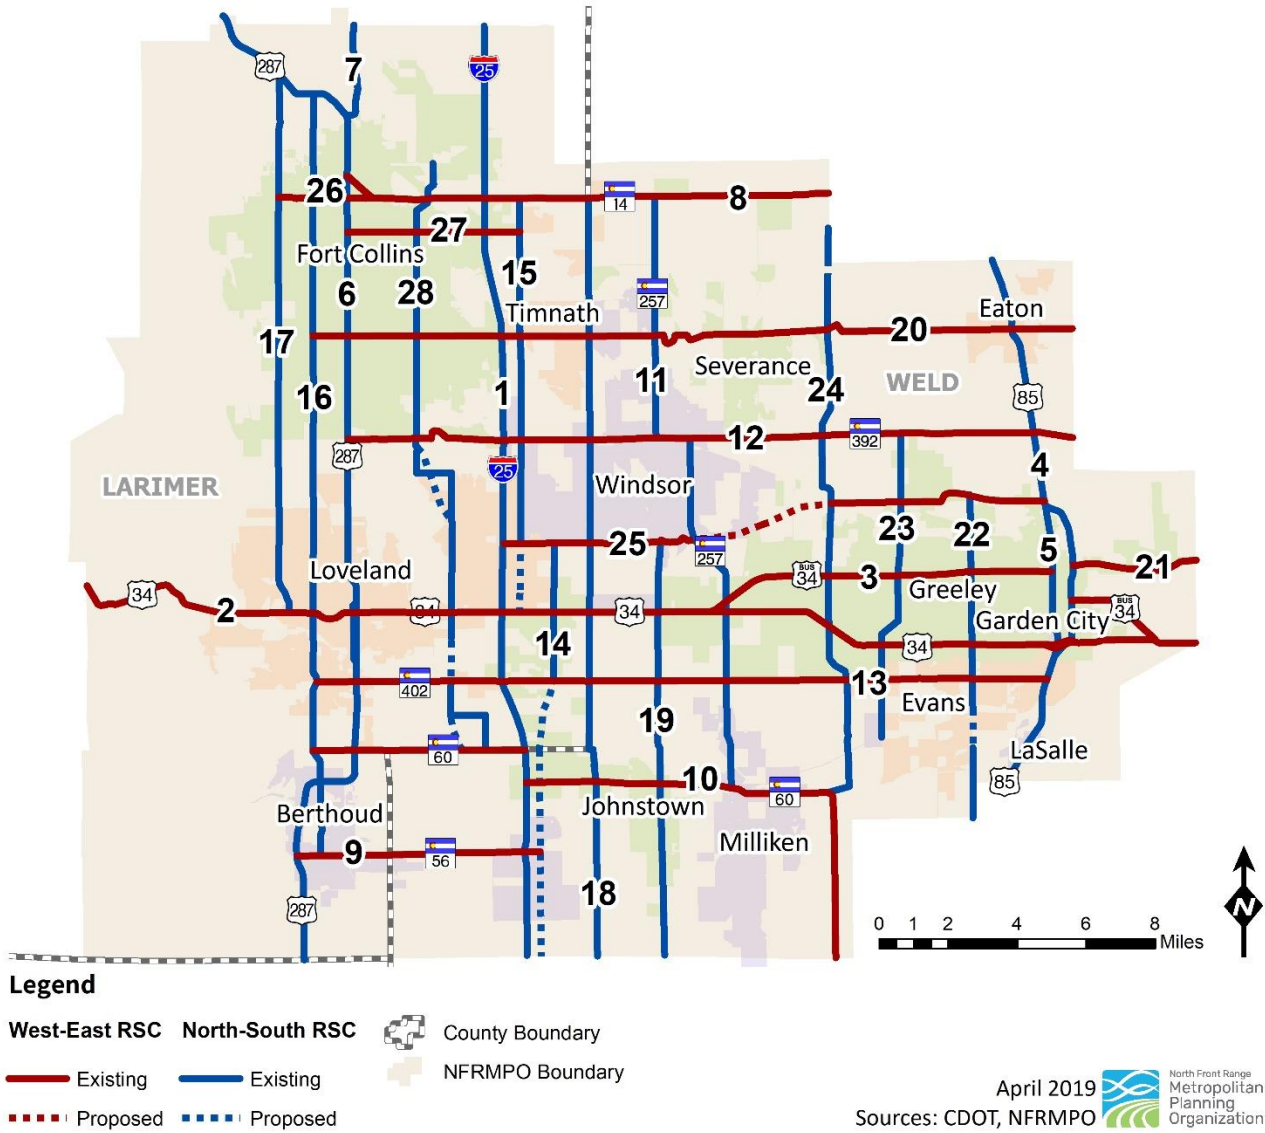 287
7
25
26
14
8
27
Fort Collins
15
6
28
257
Timnath
Eaton
17
20
Severance
11
24
WELD
16
1
85
12
392
287
4
25
LARIMER
Windsor
23
22
25
257
5
Loveland
BUS
34
3
21
34
Greeley
2
34
34
BUS
34
Garden City
14
34
402
13
Evans
19
60
LaSalle
10
85
60
Berthoud
Johnstown
Milliken
9
56
18
287
0 1 2 4 6 8
Miles
N
Legend
West-East RSC North-South RSC
County Boundary
Existing Existing
NFRMPO Boundary
Proposed Proposed
April 2019
Sources: CDOT, NFRMPO
North Front Range
Metropolitan
Planning
Organization